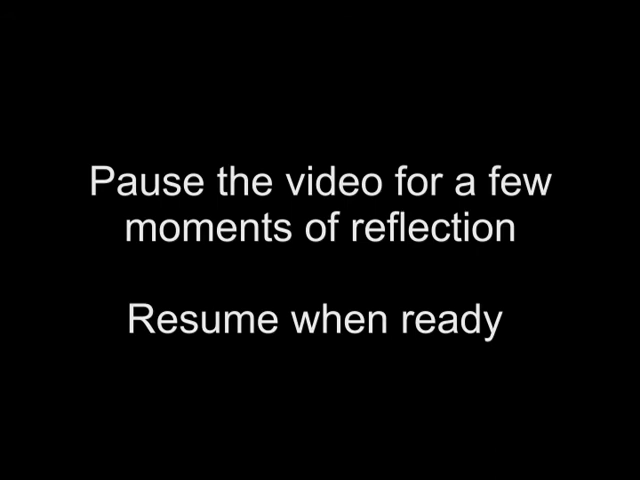 Pause the video for a few
moments of reflection
Resume when ready